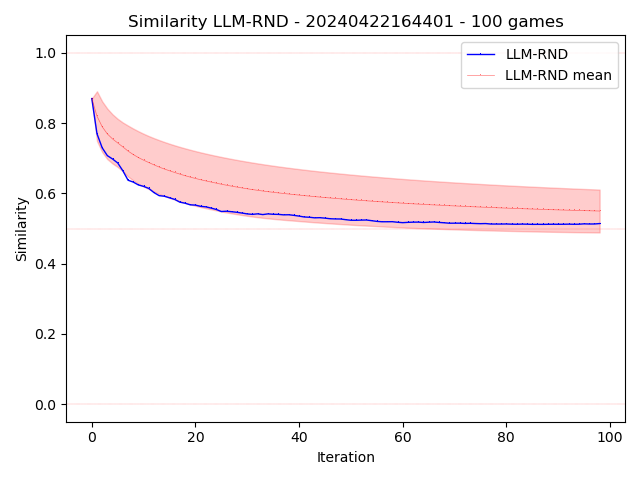 Similarity LLM-RND - 20240422164401 - 100 games
LLM-RND
LLM-RND mean
1.0
0.8
0.6
0.4
0.2
0.0
Similarity
0 20 40 60 80 100
Iteration